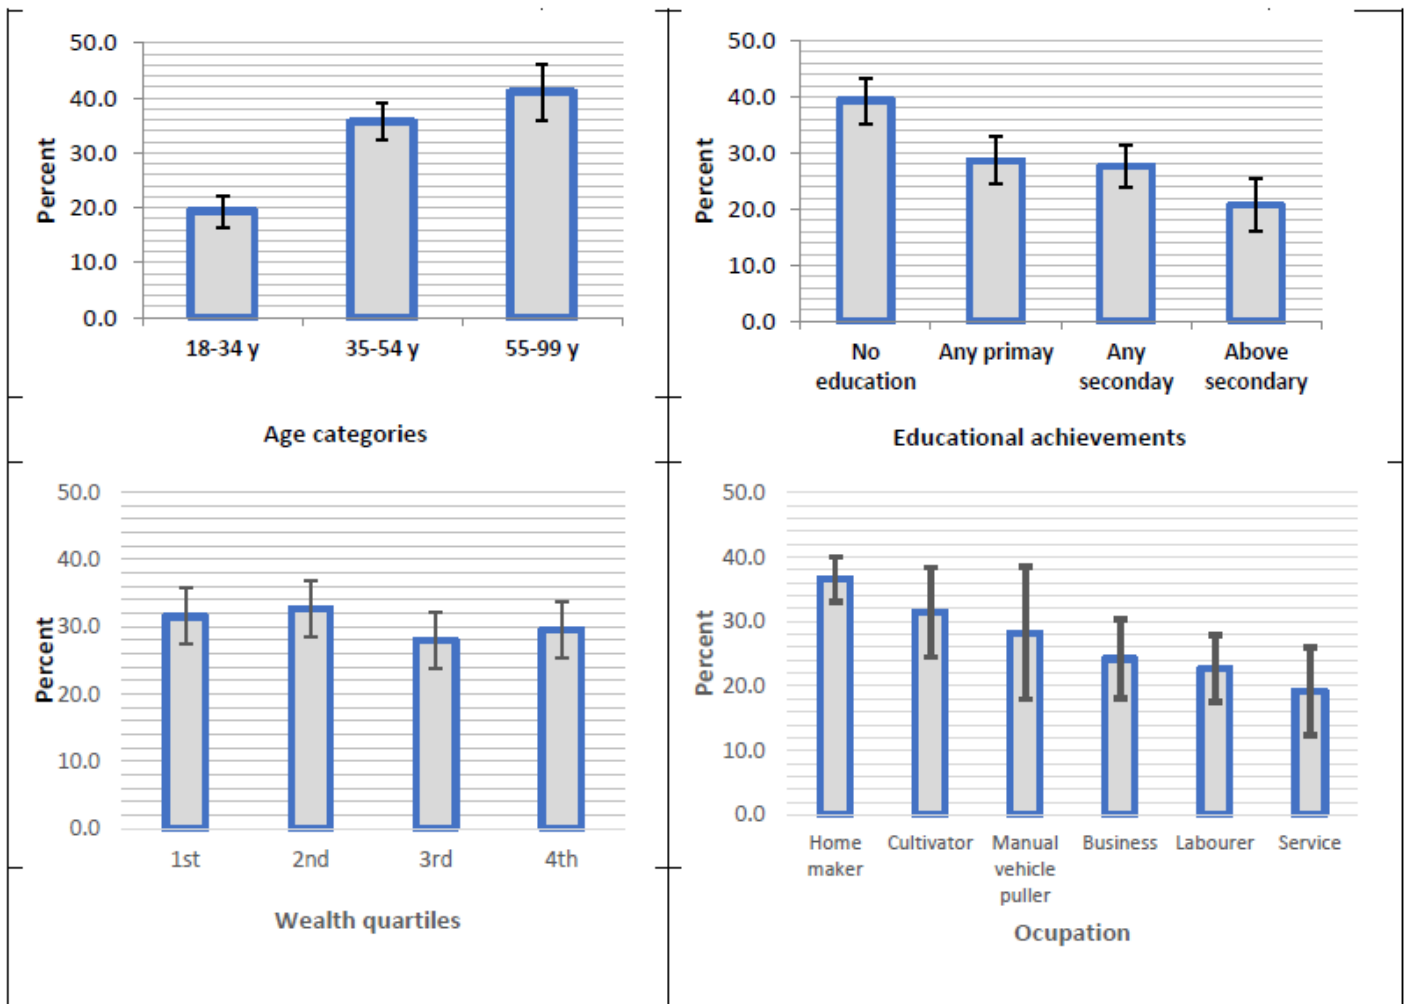 50.0
40.0
30.0
20.0
10.0
0.0
Percent
18-34 y 35-54 y 55-99 y
Age categories
50.0
40.0
30.0
20.0
10.0
0.0
Percent
No Any primay Any Above
education seconday secondary
Educational achievements
50.0
40.0
30.0
20.0
10.0
0.0
Percent
1st 2nd 3rd 4th
Wealth quartiles
50.0
40.0
30.0
20.0
10.0
0.0
Percent
Home Cultivator Manual Business Labourer Service
maker vehicle
puller
Ocupation